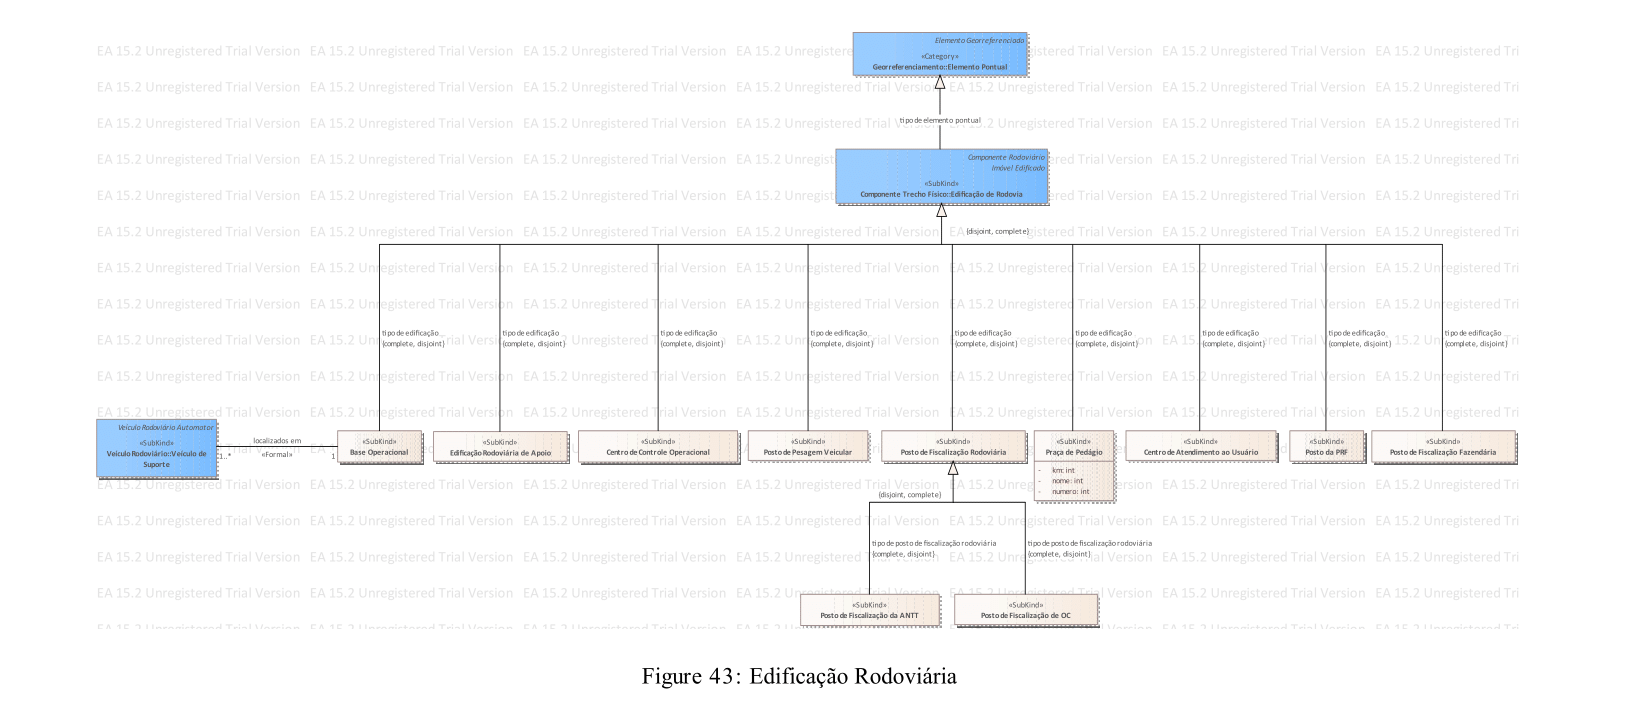 Elemento Georreferenciado
«Category»
Georreferenciamento::Elemento Pontual
tipo de elemento pontual
Componente Rodoviário
Imóvel Edificado
«SubKind»
Componente Trecho Físico::Edificação de Rodovia
{disjoint, complete}
tipo de edificação
{complete, disjoint}
tipo de edificação
{complete, disjoint}
tipo de edificação
{complete, disjoint}
tipo de edificação
{complete, disjoint}
tipo de edificação
{complete, disjoint}
tipo de edificação
{complete, disjoint}
tipo de edificação
{complete, disjoint}
tipo de edificação
{complete, disjoint}
tipo de edificação
{complete, disjoint}
Veículo Rodoviário Automotor
«SubKind»
Veículo Rodoviário::Veículo de
Suporte
localizados em
«Formal»
1..*
1
«SubKind»
Base Operacional
«SubKind»
Edificação Rodoviária de Apoio
«SubKind»
Centro de Controle Operacional
«SubKind»
Posto de Pesagem Veicular
«SubKind»
Posto de Fiscalização Rodoviária
«SubKind»
Praça de Pedágio
- km: int
- nome: int
- numero: int
«SubKind»
Centro de Atendimento ao Usuário
«SubKind»
Posto da PRF
«SubKind»
Posto de Fiscalização Fazendária
{disjoint, complete}
tipo de posto de fiscalização rodoviária
{complete, disjoint}
tipo de posto de fiscalização rodoviária
{complete, disjoint}
«SubKind»
Posto de Fiscalização da ANTT
«SubKind»
Posto de Fiscalização de OC
EA 15.2 Unregistered Trial Version
Figure 43: Edificação Rodoviária